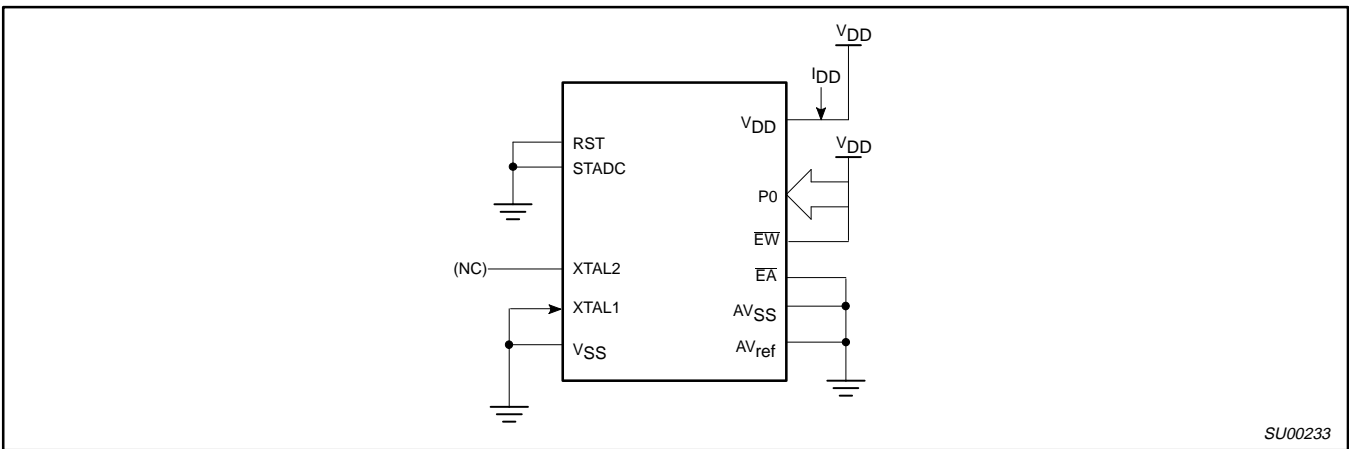 VDD
IDD
VDD
RST
STADC
VDD
P0
EW
(NC)
XTAL2
EA
XTAL1
AVSS
VSS
AVref
SU00233